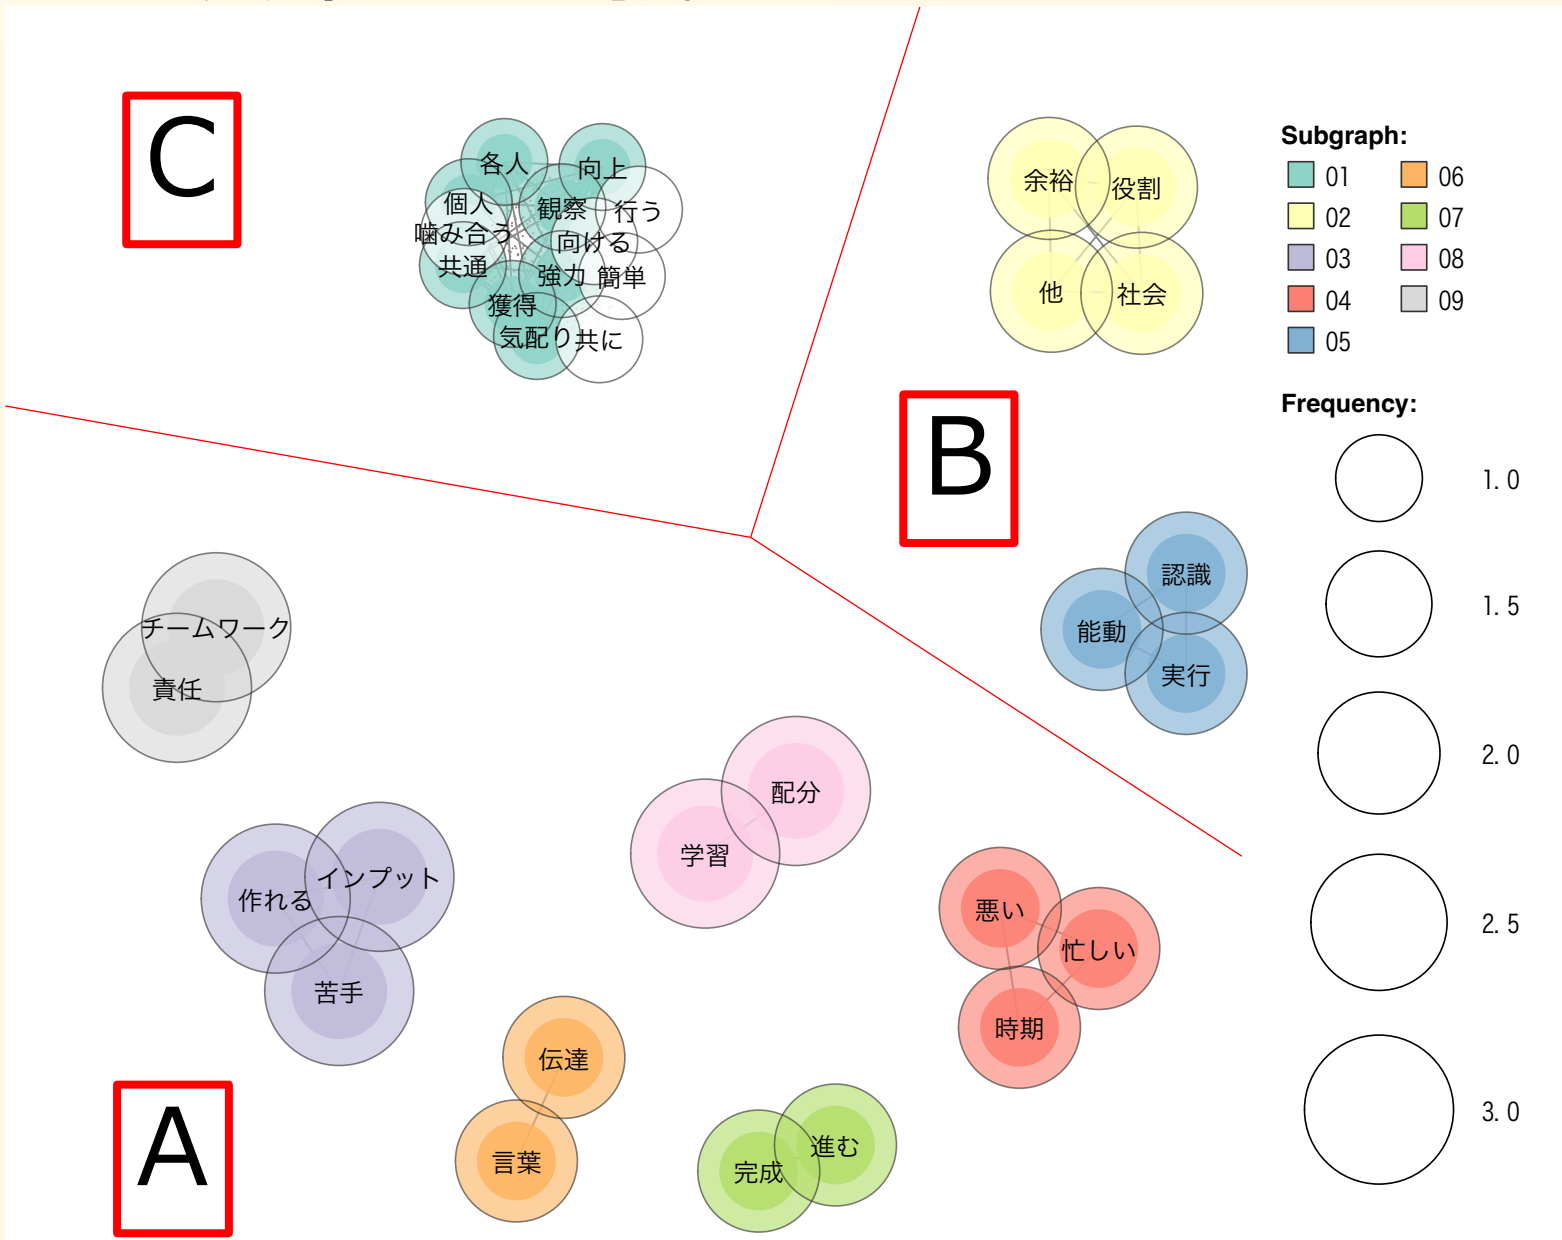 C
各人
向上
個人
観察
行う
噛み合う
向ける
共通
強力
簡単
獲得
気配り
共に
余裕
役割
他
社会
Subgraph:
01
02
03
04
05
06
07
08
09
B
認識
能動
実行
Frequency:
1.0
1.5
2.0
2.5
3.0
チームワーク
責任
配分
学習
インプット
作れる
苦手
悪い
忙しい
時期
伝達
言葉
進む
完成
A